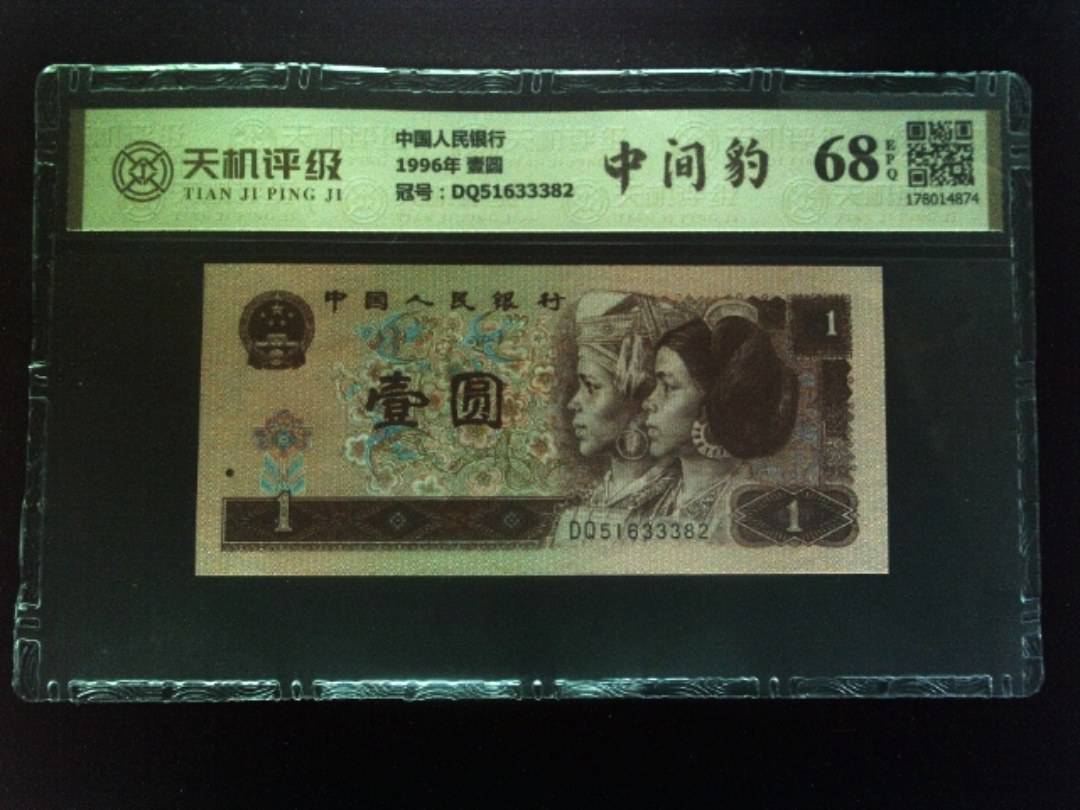 天机评级
TIAN JI PING JI
中国人民银行
1996年 壹圆
冠号：DQ51633382
中间豹
68
EPQ
178014874
中国人民银行
1
壹圆
1
DQ51633382
1